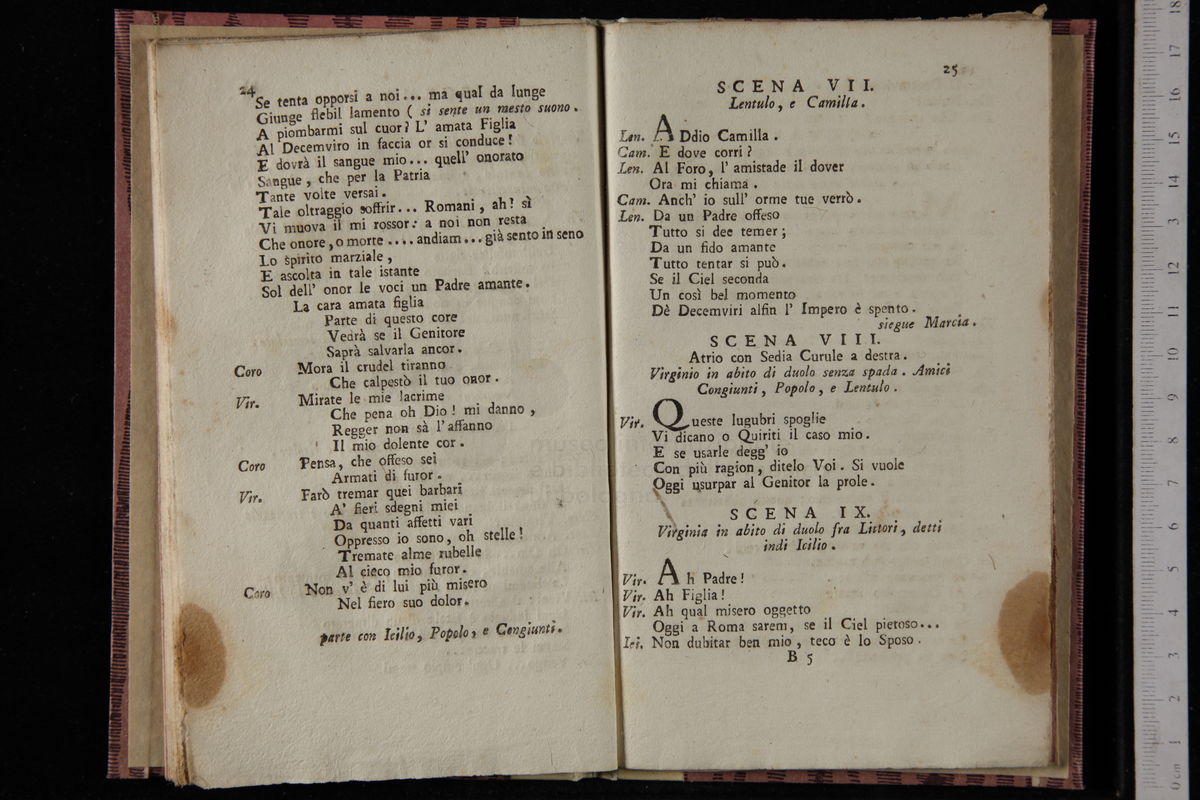 24
Se tenta opporsi a noi... ma qual da lunge
Giunge flebil lamento ( si sente un mesto suono.
A piombarmi sul cuor? L' amata Figlia
Al Decemviro in faccia or si conduce!
E dovrà il sangue mio... quell' onorato
Sangue, che per la Patria
Tante volte versai.
Tale oltraggio soffrir... Romani, ah! sì
Vi muova il mi rossor: a noi non resta
Che onore, o morte .... andiam... già sento in seno
Lo spirito marziale,
E ascolta in tale istante
Sol dell' onor le voci un Padre amante.
La cara amata figlia
Parte di questo core
Vedrà se il Genitore
Saprà salvarla ancor.
Coro Mora il crudel tiranno
Che calpestò il tuo onor.
Vir. Mirate le mie lacrime
Che pena oh Dio! mi danno,
Regger non sà l'affanno
Il mio dolente cor.
Coro Pensa, che offeso sei
Armati di furor.
Vir. Farò tremar quei barbari
A' fieri sdegni miei
Da quanti affetti vari
Oppresso io sono, oh stelle!
Tremate alme rubelle
Al cieco mio furor.
Coro Non v' è di lui più misero
Nel fiero suo dolor.
parte con Icilio, Popolo, e Congiunti.
25
SCENA VII.
Lentulo, e Camilla.
Len. ADdio Camilla.
Cam. E dove corri?
Len. Al Foro, l' amistade il dover
Ora mi chiama.
Cam. Anch' io sull' orme tue verrò.
Len. Da un Padre offeso
Tutto si dee temer;
Da un fido amante
Tutto tentar si può.
Se il Ciel seconda
Un così bel momento
Dè Decemviri alfin l' Impero è spento.
siegue Marcia.
SCENA VIII.
Atrio con Sedia Curule a destra.
Virginio in abito di duolo senza spada. Amici
Congiunti, Popolo, e Lentulo.
Vir. Queste lugubri spoglie
Vi dicano o Quiriti il caso mio.
E se usarle degg' io
Con più ragion, ditelo Voi. Si vuole
Oggi usurpar al Genitor la prole.
SCENA IX.
Virginia in abito di duolo fra Littori, detti
indi Icilio.
Vir. Ah Padre!
Vir. Ah Figlia!
Vir. Ah qual misero oggetto
Oggi a Roma sarem, se il Ciel pietoso...
Ici. Non dubitar ben mio, teco è lo Sposo.
B 5